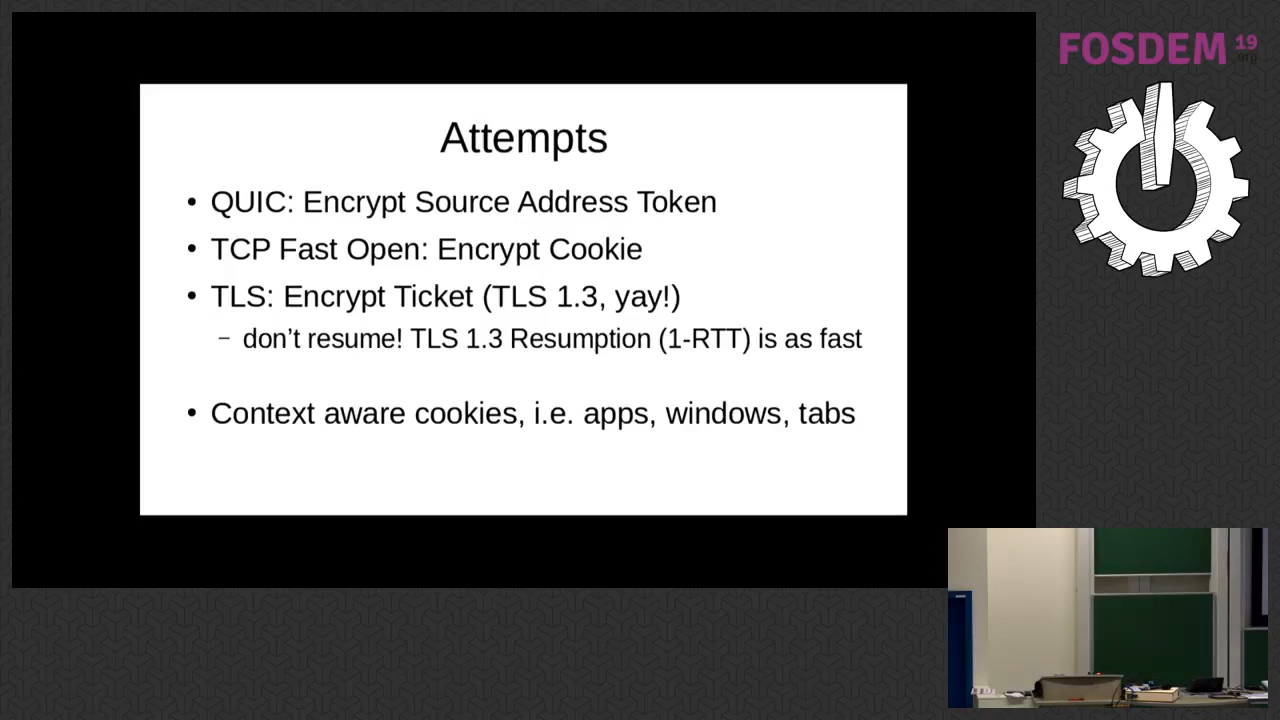 FOSDEM 19
.org
Attempts
• QUIC: Encrypt Source Address Token
• TCP Fast Open: Encrypt Cookie
• TLS: Encrypt Ticket (TLS 1.3, yay!)
– don’t resume! TLS 1.3 Resumption (1-RTT) is as fast
• Context aware cookies, i.e. apps, windows, tabs